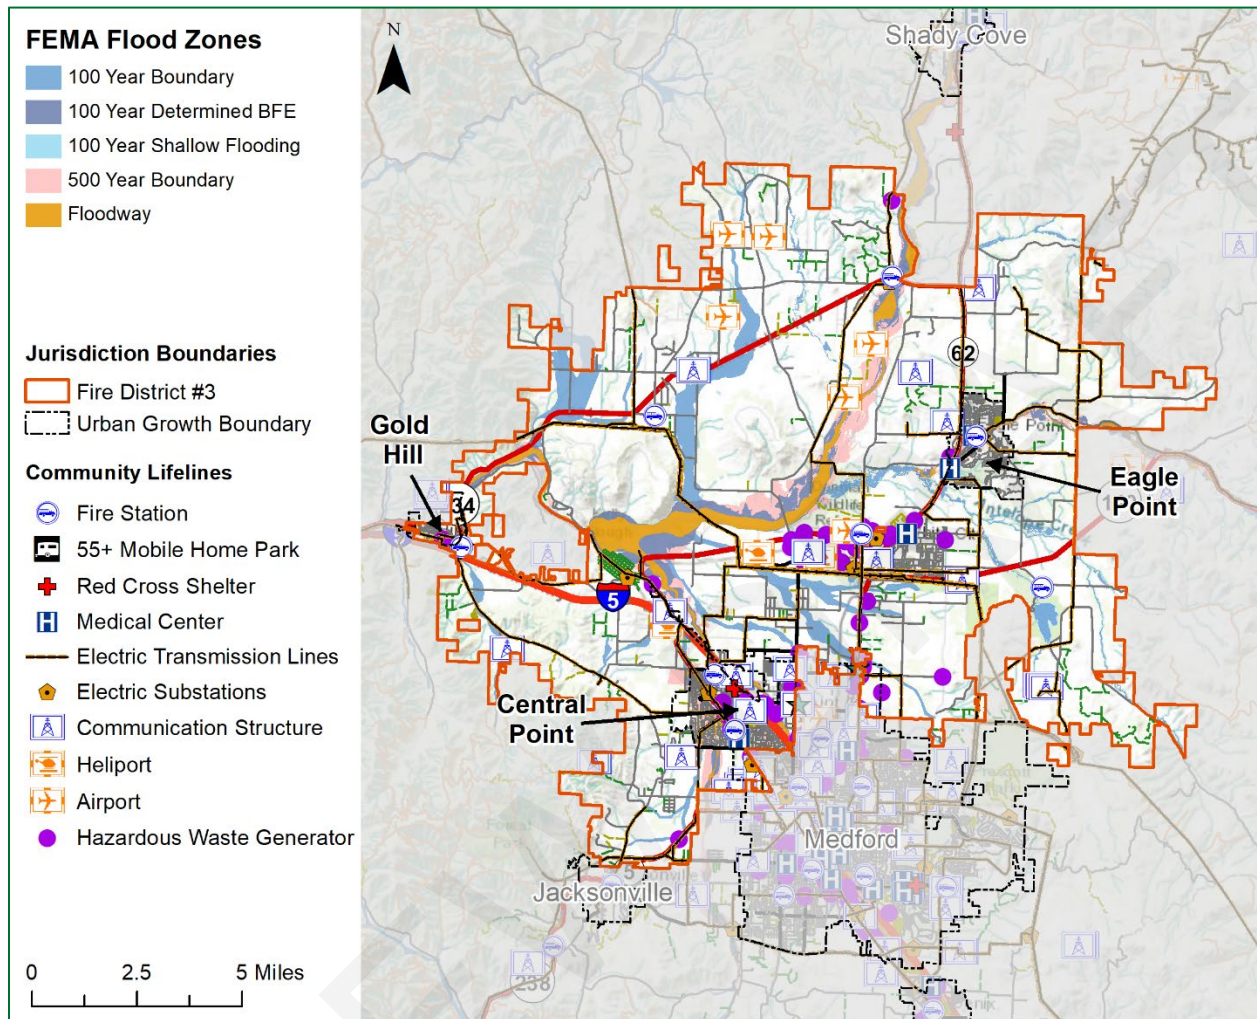 FEMA Flood Zones
100 Year Boundary
100 Year Determined BFE
100 Year Shallow Flooding
500 Year Boundary
Floodway
Jurisdiction Boundaries
Fire District #3
Urban Growth Boundary
Community Lifelines
Fire Station
55+ Mobile Home Park
Red Cross Shelter
Medical Center
Electric Transmission Lines
Electric Substations
Communication Structure
Heliport
Airport
Hazardous Waste Generator
0 2.5 5 Miles
N
Shady Cove
62
Gold
Hill
34
Eagle
Point
5
Central
Point
Medford
Jacksonville
238